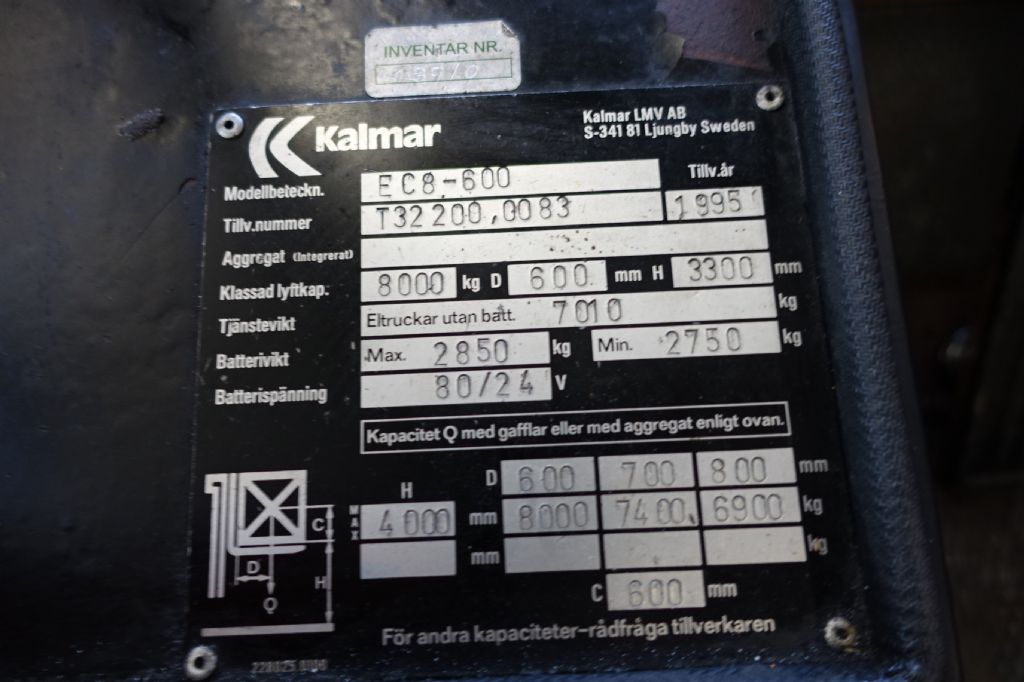 INVENTAR NR.
Kalmar
Kalmar LMV AB
S-341 81 Ljungby Sweden
Modellbeteckn. EC8-600 Tillv.år
Tillv.nummer T32200,0083 1995
Aggregat (Integrerat)
Klassad lyftkap. 8000 kg D 600 mm H 3300 mm
Tjänstevikt Eltruckar utan batt. 7010 kg
Batterivikt Max. 2850 kg Min. 2750 kg
Batterispänning 80/24 V
Kapacitet Q med gafflar eller med aggregat enligt ovan.
H D 600 700 800 mm
MAX 4000 mm 8000 7400 6900 kg
mm kg
C 600 mm
C
D H
Q
För andra kapaciteter-rådfråga tillverkaren